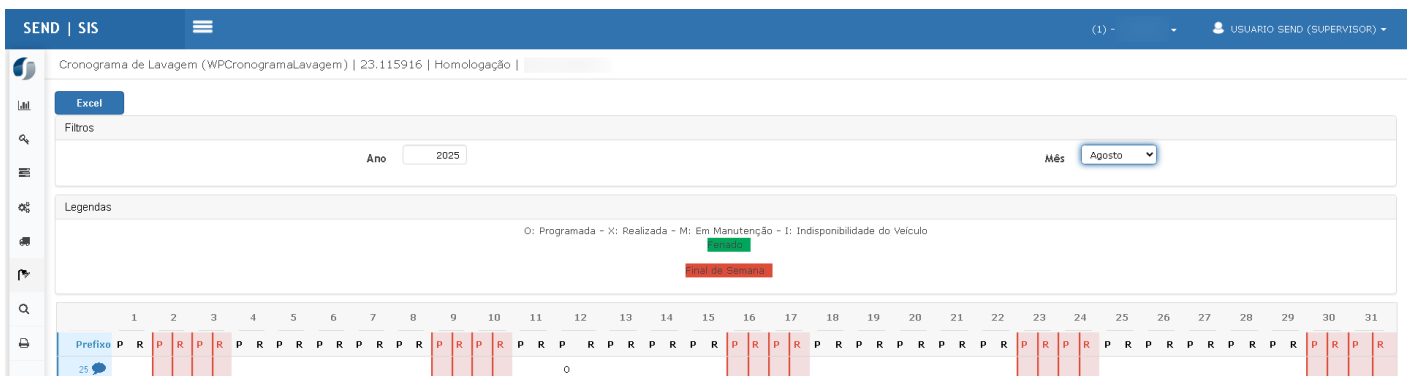 SEND | SIS
(1) -
USUARIO SEND (SUPERVISOR)
Cronograma de Lavagem (WPCronogramaLavagem) | 23.115916 | Homologação |
Excel
Filtros
Ano 2025 Mês Agosto
Legendas
O: Programada - X: Realizada - M: Em Manutenção - I: Indisponibilidade do Veículo
Feriado
Final de Semana
1 2 3 4 5 6 7 8 9 10 11 12 13 14 15 16 17 18 19 20 21 22 23 24 25 26 27 28 29 30 31
Prefixo P R P R P R P R P R P R P R P R P R P R P R P R P R P R P R P R P R P R P R P R P R P R P R P R P R P R P R P R P R P R P R
25 O